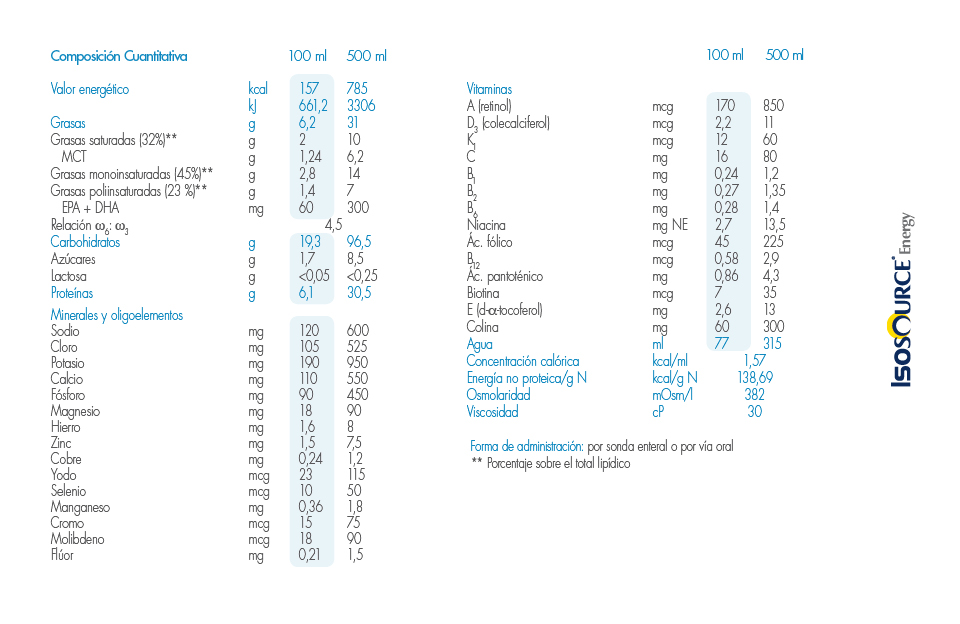 Composición Cuantitativa 100 ml 500 ml
Valor energético kcal 157 785
kJ 661,2 3306
Grasas g 6,2 31
Grasas saturadas (32%)** g 2 10
MCT g 1,24 6,2
Grasas monoinsaturadas (45%)** g 2,8 14
Grasas poliinsaturadas (23 %)** g 1,4 7
EPA + DHA mg 60 300
Relación ω6: ω3 4,5
Carbohidratos g 19,3 96,5
Azúcares g 1,7 8,5
Lactosa g <0,05 <0,25
Proteínas g 6,1 30,5
Minerales y oligoelementos
Sodio mg 120 600
Cloro mg 105 525
Potasio mg 190 950
Calcio mg 110 550
Fósforo mg 90 450
Magnesio mg 18 90
Hierro mg 1,6 8
Zinc mg 1,5 7,5
Cobre mg 0,24 1,2
Yodo mcg 23 115
Selenio mcg 10 50
Manganeso mg 0,36 1,8
Cromo mcg 15 75
Molibdeno mcg 18 90
Flúor mg 0,21 1,5
100 ml 500 ml
Vitaminas
A (retinol) mcg 170 850
D3 (colecalciferol) mcg 2,2 11
K1 mcg 12 60
C mg 16 80
B1 mg 0,24 1,2
B2 mg 0,27 1,35
B6 mg 0,28 1,4
Niacina mg NE 2,7 13,5
Ác. fólico mcg 45 225
B12 mcg 0,58 2,9
Ác. pantoténico mg 0,86 4,3
Biotina mcg 7 35
E (d-α-tocoferol) mg 2,6 13
Colina mg 60 300
Agua ml 77 315
Concentración calórica kcal/ml 1,57
Energía no proteica/g N kcal/g N 138,69
Osmolaridad mOsm/l 382
Viscosidad cP 30
Forma de administración: por sonda enteral o por vía oral
** Porcentaje sobre el total lipídico
ISOSOURCE® Energy